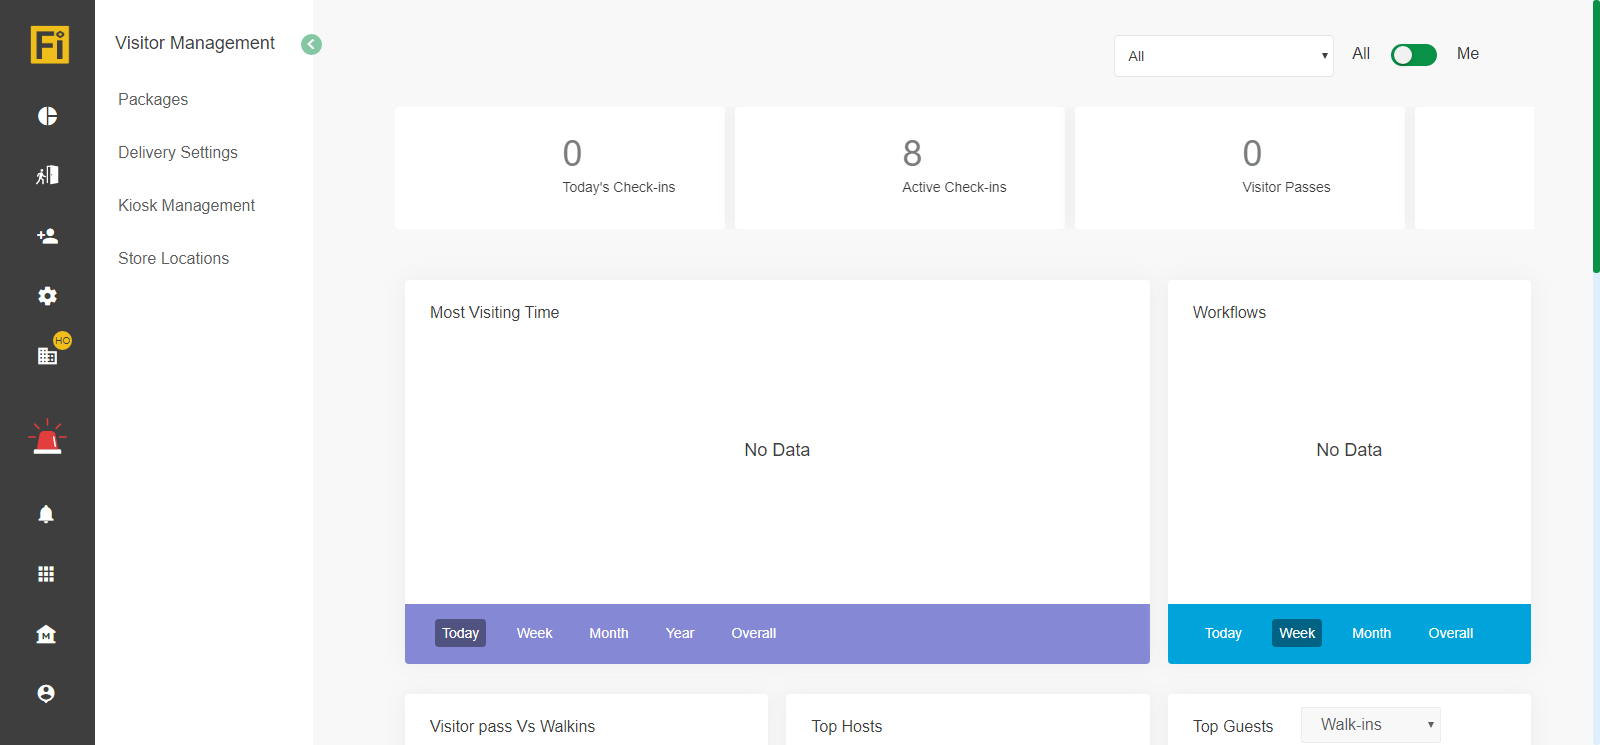 Fi
Visitor Management
Packages
Delivery Settings
Kiosk Management
Store Locations
HO
M
All
All
Me
0
Today's Check-ins
8
Active Check-ins
0
Visitor Passes
Most Visiting Time
No Data
Today Week Month Year Overall
Workflows
No Data
Today Week Month Overall
Visitor pass Vs Walkins
Top Hosts
Top Guests
Walk-ins